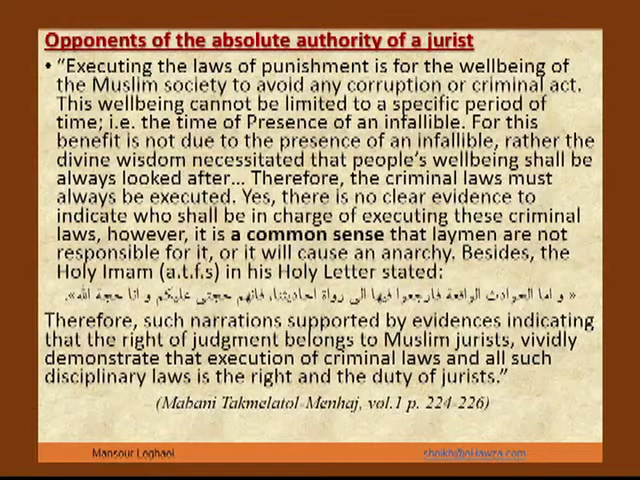 Opponents of the absolute authority of a jurist
• “Executing the laws of punishment is for the wellbeing of
the Muslim society to avoid any corruption or criminal act.
This wellbeing cannot be limited to a specific period of
time; i.e. the time of Presence of an infallible. For this
benefit is not due to the presence of an infallible, rather the
divine wisdom necessitated that people’s wellbeing shall be
always looked after… Therefore, the criminal laws must
always be executed. Yes, there is no clear evidence to
indicate who shall be in charge of executing these criminal
laws, however, it is a common sense that laymen are not
responsible for it, or it will cause an anarchy. Besides, the
Holy Imam (a.t.f.s) in his Holy Letter stated:
« و اما الحوادث الواقعة فارجعوا فيها الى رواة احاديثنا، فانهم حجتى عليكم و انا حجة الله».
Therefore, such narrations supported by evidences indicating
that the right of judgment belongs to Muslim jurists, vividly
demonstrate that execution of criminal laws and all such
disciplinary laws is the right and the duty of jurists.”
(Mabani Takmelatol-Menhaj, vol.1 p. 224-226)
Mansour Leghaei